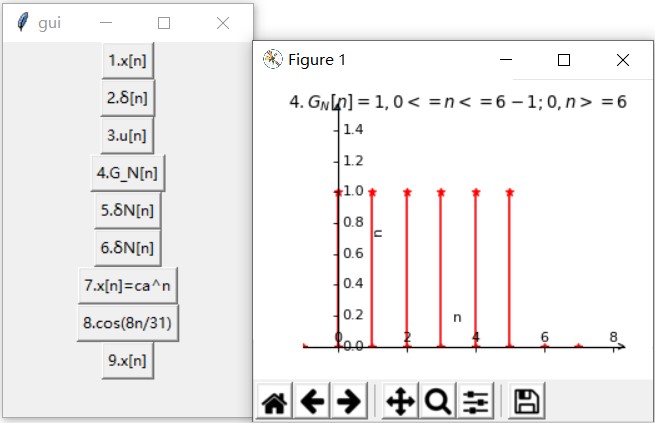 gui
1.x[n]
2.δ[n]
3.u[n]
4.G_N[n]
5.δN[n]
6.δN[n]
7.x[n]=ca^n
8.cos(8n/31)
9.x[n]
Figure 1
4. G_N[n] = 1, 0 < = n < = 6 − 1; 0, n > = 6
1.4
1.2
1.0
0.8
n
0.6
0.4
0.2
n
0.0
0 2 4 6 8